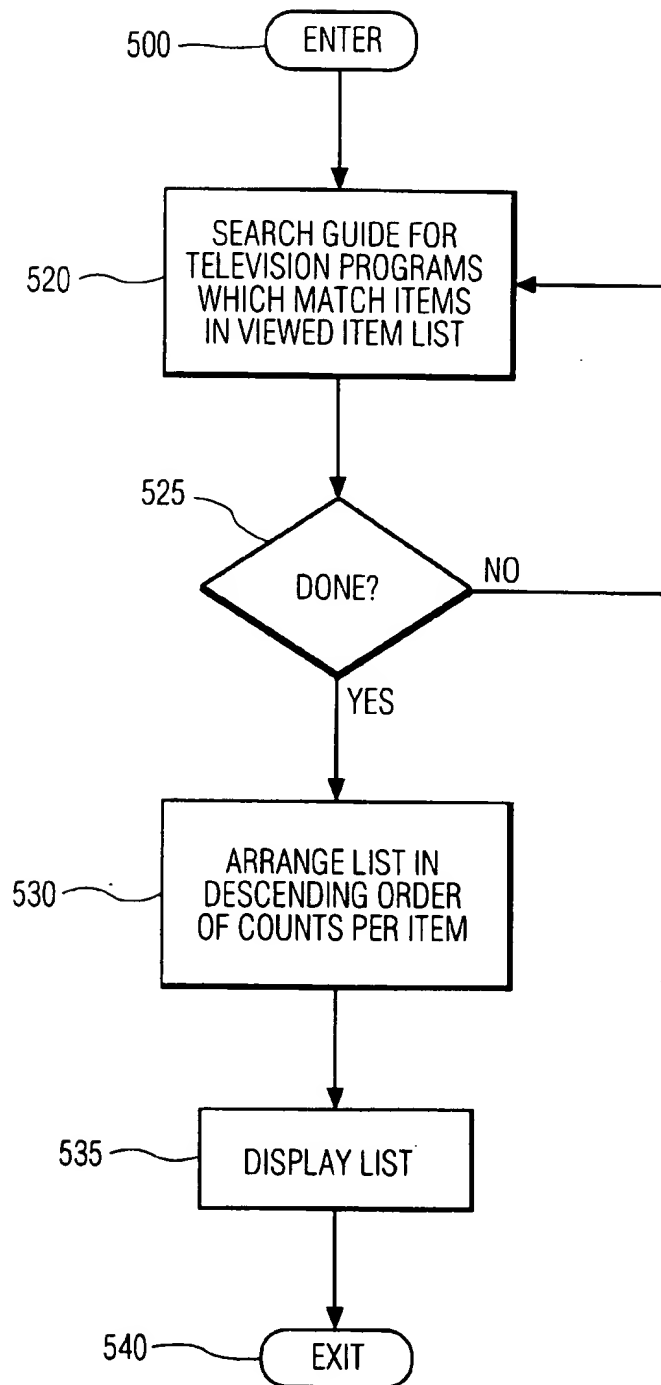 500
ENTER
520
SEARCH GUIDE FOR
TELEVISION PROGRAMS
WHICH MATCH ITEMS
IN VIEWED ITEM LIST
525
DONE?
NO
YES
530
ARRANGE LIST IN
DESCENDING ORDER
OF COUNTS PER ITEM
535
DISPLAY LIST
540
EXIT